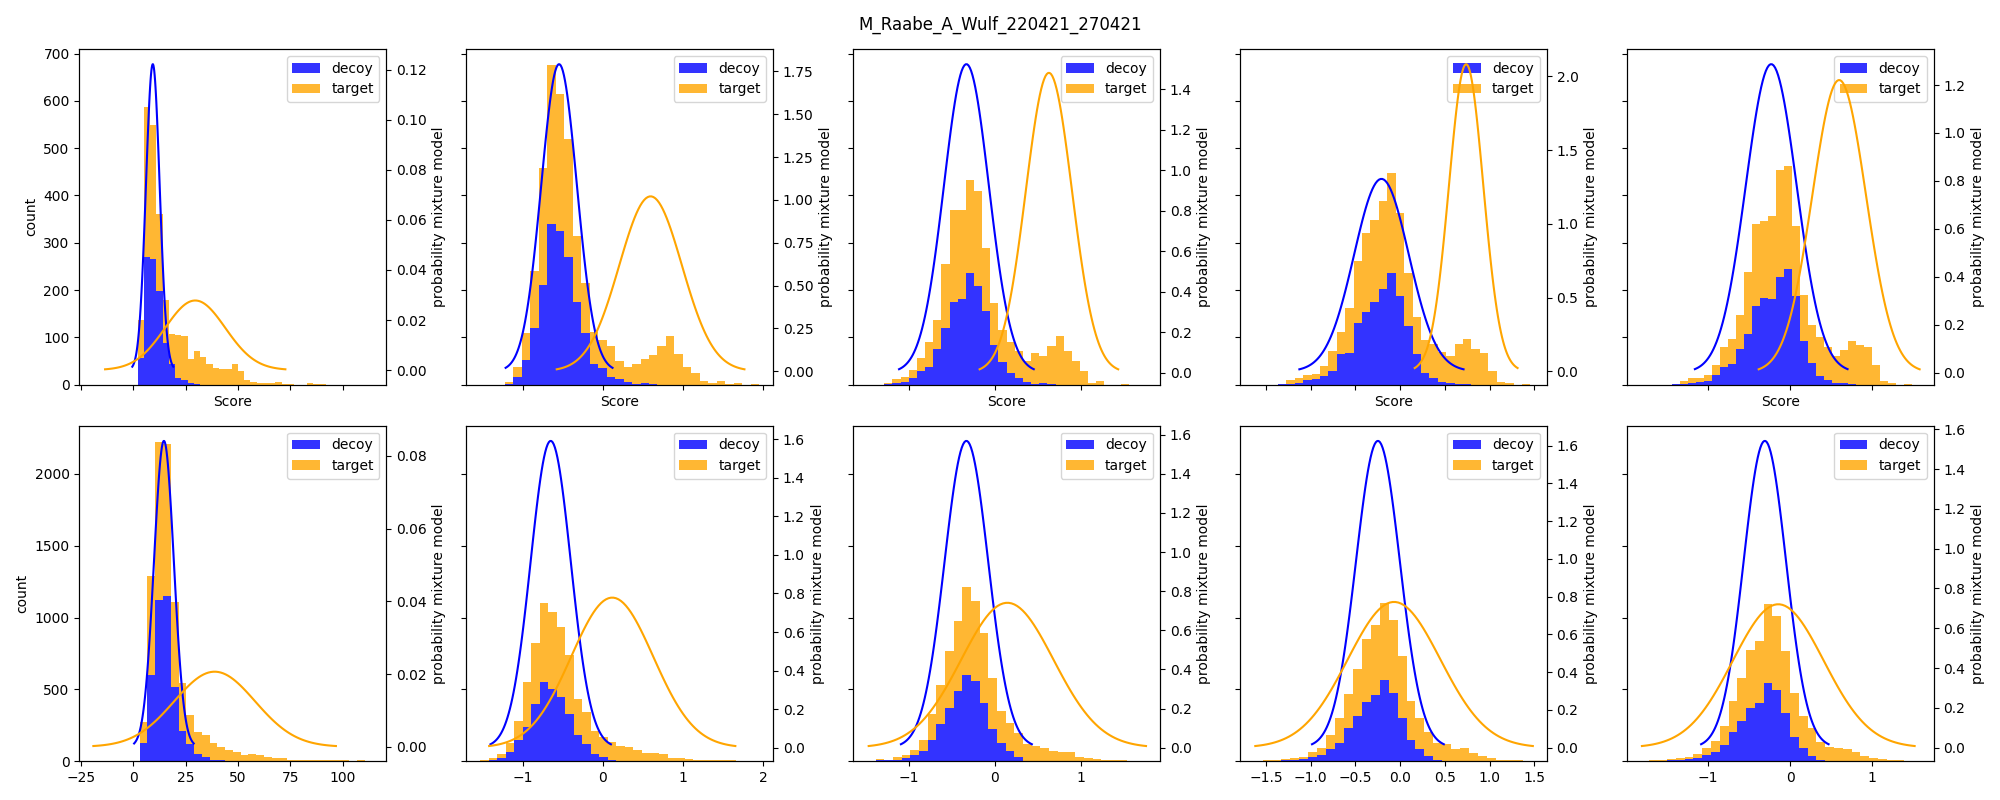 M_Raabe_A_Wulf_220421_270421
700
600
500
400
300
200
100
0
count
Score
0.12
0.10
0.08
0.06
0.04
0.02
0.00
probability mixture model
decoy
target
Score
1.75
1.50
1.25
1.00
0.75
0.50
0.25
0.00
probability mixture model
decoy
target
Score
1.4
1.2
1.0
0.8
0.6
0.4
0.2
0.0
probability mixture model
decoy
target
Score
2.0
1.5
1.0
0.5
0.0
probability mixture model
decoy
target
Score
1.2
1.0
0.8
0.6
0.4
0.2
0.0
probability mixture model
decoy
target
2000
1500
1000
500
0
count
−25 0 25 50 75 100
0.08
0.06
0.04
0.02
0.00
probability mixture model
decoy
target
−1 0 1 2
1.6
1.4
1.2
1.0
0.8
0.6
0.4
0.2
0.0
probability mixture model
decoy
target
−1 0 1
1.6
1.4
1.2
1.0
0.8
0.6
0.4
0.2
0.0
probability mixture model
decoy
target
−1.5 −1.0 −0.5 0.0 0.5 1.0 1.5
1.6
1.4
1.2
1.0
0.8
0.6
0.4
0.2
0.0
probability mixture model
decoy
target
−1 0 1
1.6
1.4
1.2
1.0
0.8
0.6
0.4
0.2
0.0
probability mixture model
decoy
target